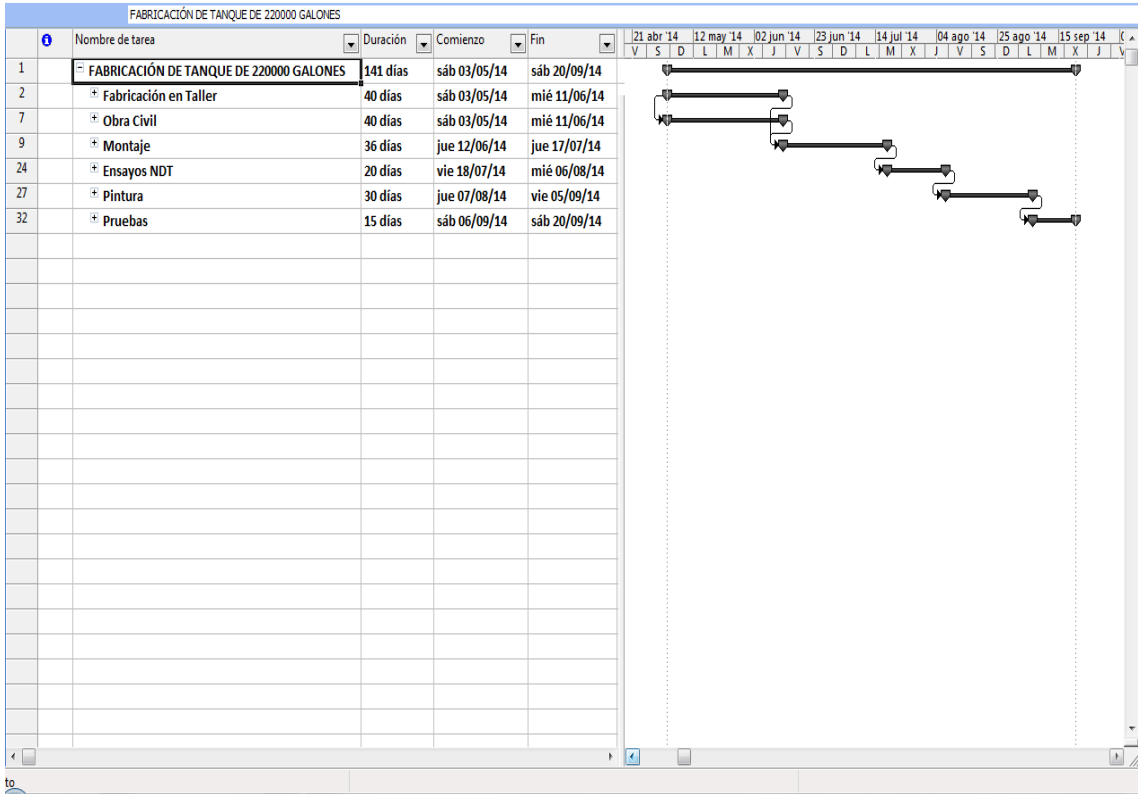 FABRICACIÓN DE TANQUE DE 220000 GALONES
Nombre de tarea Duración Comienzo Fin 21 abr '14 12 may '14 02 jun '14 23 jun '14 14 jul '14 04 ago '14 25 ago '14 15 sep '14
V S D L M X J V S D L M X J V S D L M X J
1 FABRICACIÓN DE TANQUE DE 220000 GALONES 141 días sáb 03/05/14 sáb 20/09/14
2 Fabricación en Taller 40 días sáb 03/05/14 mié 11/06/14
7 Obra Civil 40 días sáb 03/05/14 mié 11/06/14
9 Montaje 36 días jue 12/06/14 jue 17/07/14
24 Ensayos NDT 20 días vie 18/07/14 mié 06/08/14
27 Pintura 30 días jue 07/08/14 vie 05/09/14
32 Pruebas 15 días sáb 06/09/14 sáb 20/09/14
to